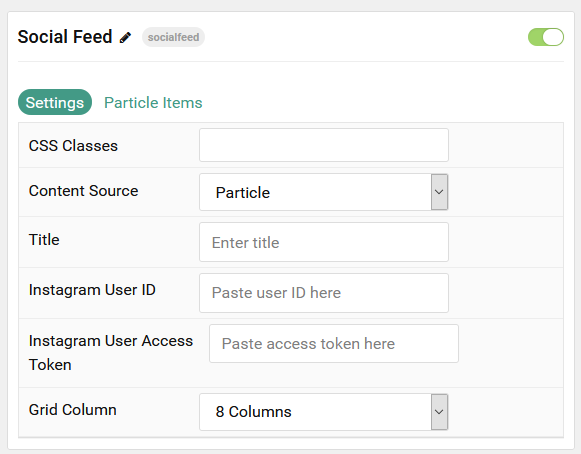 Social Feed socialfeed
Settings Particle Items
CSS Classes
Content Source Particle
Title Enter title
Instagram User ID Paste user ID here
Instagram User Access Paste access token here
Token
Grid Column 8 Columns